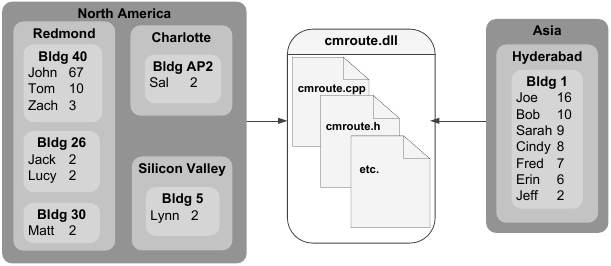 North America
Redmond
Bldg 40
John 67
Tom 10
Zach 3
Bldg 26
Jack 2
Lucy 2
Bldg 30
Matt 2
Charlotte
Bldg AP2
Sal 2
Silicon Valley
Bldg 5
Lynn 2
cmroute.dll
cmroute.cpp
cmroute.h
etc.
Asia
Hyderabad
Bldg 1
Joe 16
Bob 10
Sarah 9
Cindy 8
Fred 7
Erin 6
Jeff 2